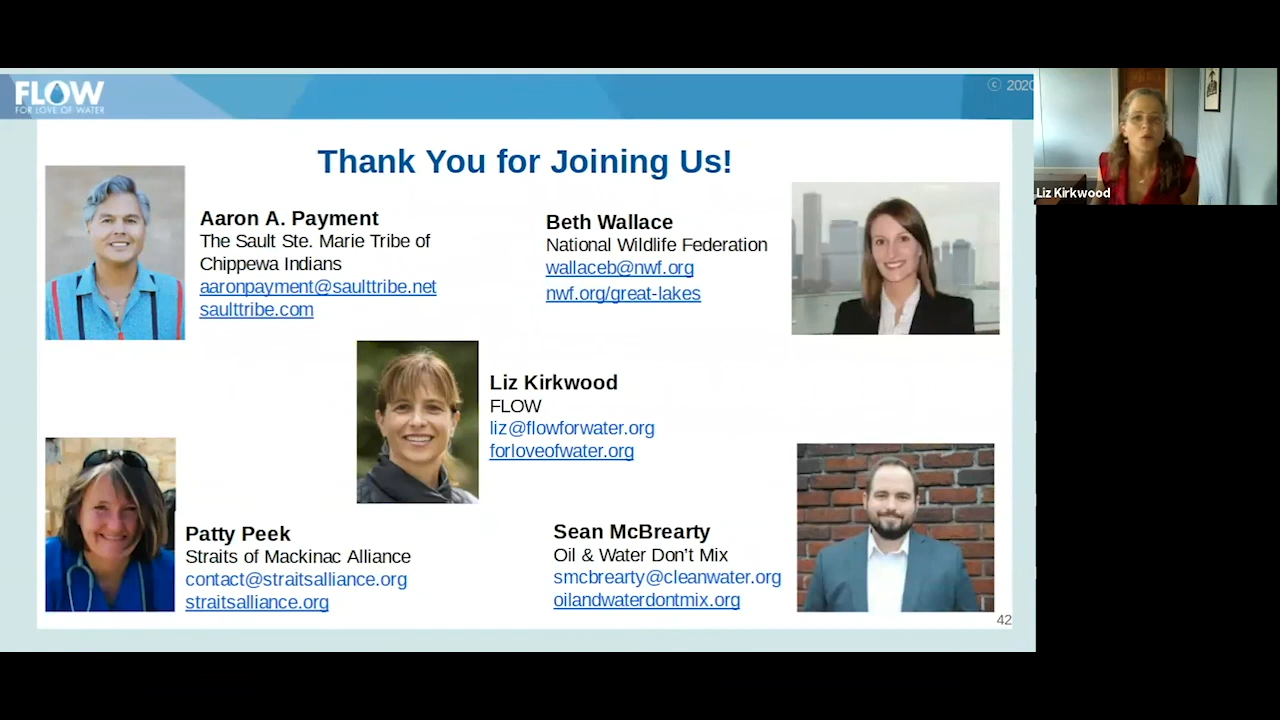 FLOW
FOR LOVE OF WATER
© 2020
Thank You for Joining Us!
Aaron A. Payment
The Sault Ste. Marie Tribe of
Chippewa Indians
aaronpayment@saulttribe.net
saulttribe.com
Beth Wallace
National Wildlife Federation
wallaceb@nwf.org
nwf.org/great-lakes
Liz Kirkwood
FLOW
liz@flowforwater.org
forloveofwater.org
Patty Peek
Straits of Mackinac Alliance
contact@straitsalliance.org
straitsalliance.org
Sean McBrearty
Oil & Water Don't Mix
smcbrearty@cleanwater.org
oilandwaterdontmix.org
42
Liz Kirkwood